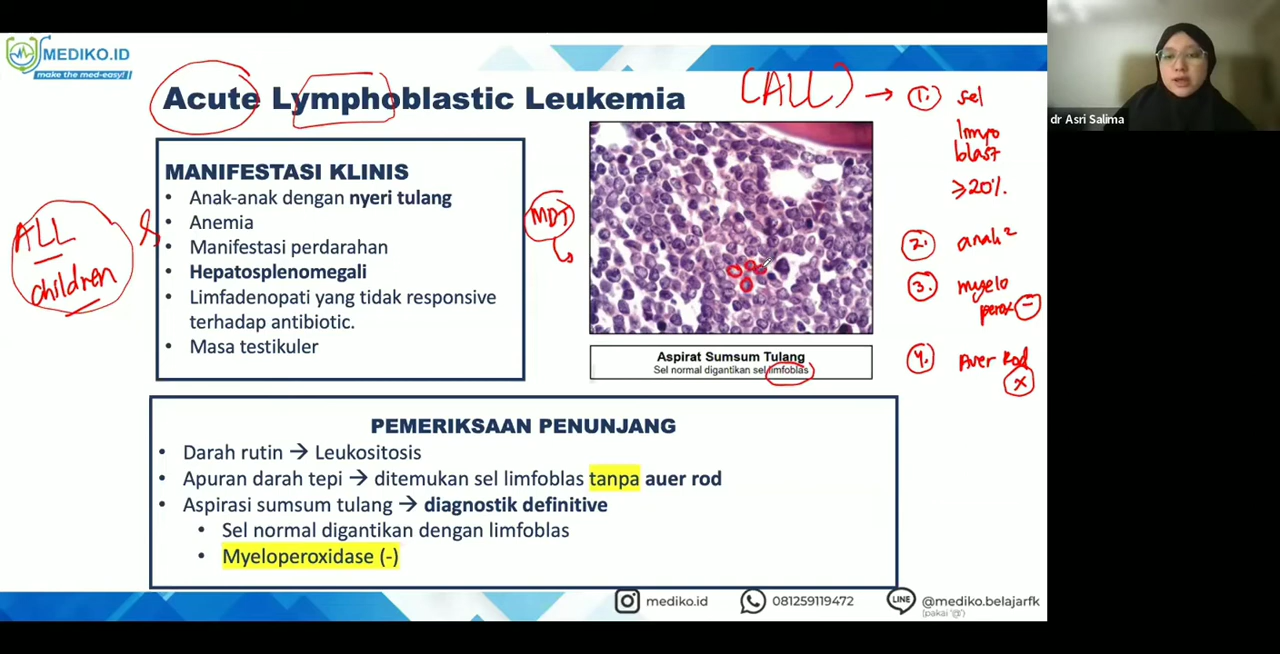 MEDIKO.ID
make the med-easy!
Acute Lymphoblastic Leukemia
(ALL) →
1. sel
limpo
blast
≥20%.
2. anak²
3. myelo
perox -
4. Auer Rod
x
dr Asri Salima
ALL
children
MANIFESTASI KLINIS
• Anak-anak dengan nyeri tulang
• Anemia
• Manifestasi perdarahan
• Hepatosplenomegali
• Limfadenopati yang tidak responsive
terhadap antibiotic.
• Masa testikuler
MDT
Aspirat Sumsum Tulang
Sel normal digantikan sel limfoblas
PEMERIKSAAN PENUNJANG
• Darah rutin → Leukositosis
• Apuran darah tepi → ditemukan sel limfoblas tanpa auer rod
• Aspirasi sumsum tulang → diagnostik definitive
• Sel normal digantikan dengan limfoblas
• Myeloperoxidase (-)
mediko.id
081259119472
LINE
@mediko.belajarfk
(pakai '@')